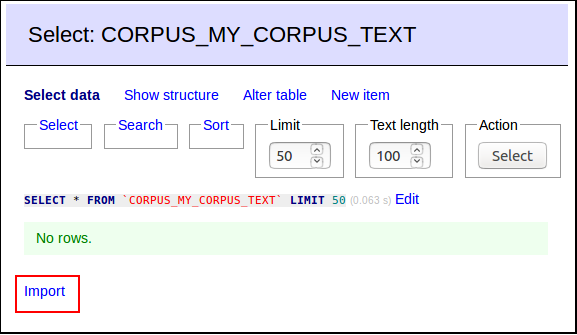 Select: CORPUS_MY_CORPUS_TEXT
Select data Show structure Alter table New item
Select Search Sort Limit Text length Action
50 100 Select
SELECT * FROM `CORPUS_MY_CORPUS_TEXT` LIMIT 50 (0.063 s) Edit
No rows.
Import